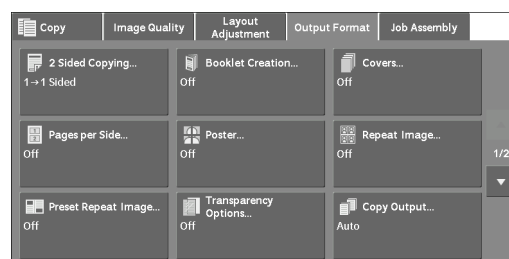 Copy
Image Quality
Layout
Adjustment
Output Format
Job Assembly
2 Sided Copying...
1→1 Sided
Booklet Creation...
Off
Covers...
Off
Pages per Side...
Off
Poster...
Off
Repeat Image...
Off
1/2
Preset Repeat Image...
Off
Transparency
Options...
Off
Copy Output...
Auto